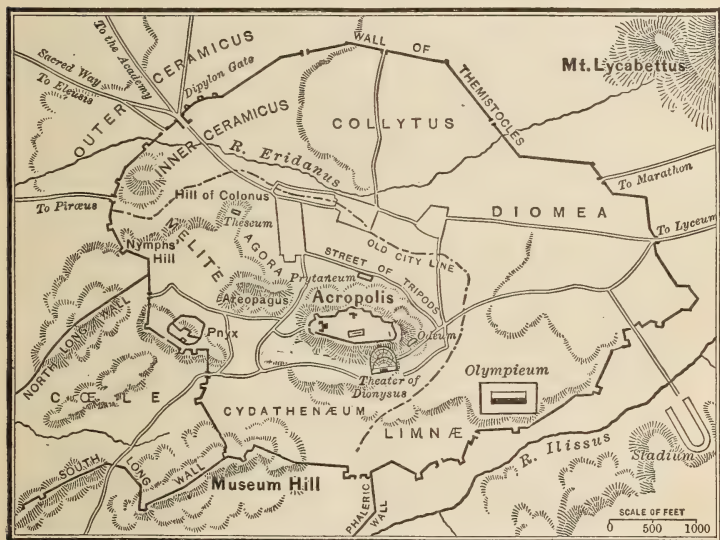 WALL OF THEMISTOCLES
Mt. Lycabettus
To the Academy
Sacred Way
To Eleusis
OUTER CERAMICUS
Dipylon Gate
INNER CERAMICUS
COLLYTUS
R. Eridanus
To Marathon
To Piræus
Hill of Colonus
Theseum
DIOMEA
To Lyceum
Nymphs' Hill
MELITE
AGORA
OLD CITY LINE
STREET OF TRIPODS
Prytaneum
Areopagus
Acropolis
Pnyx
Odeum
NORTH LONG WALL
Theater of
Dionysus
Olympieum
CŒLE
CYDATHENÆUM
LIMNÆ
R. Ilissus
Stadium
SOUTH LONG WALL
Museum Hill
PHALERIC
WALL
SCALE OF FEET
0 500 1000